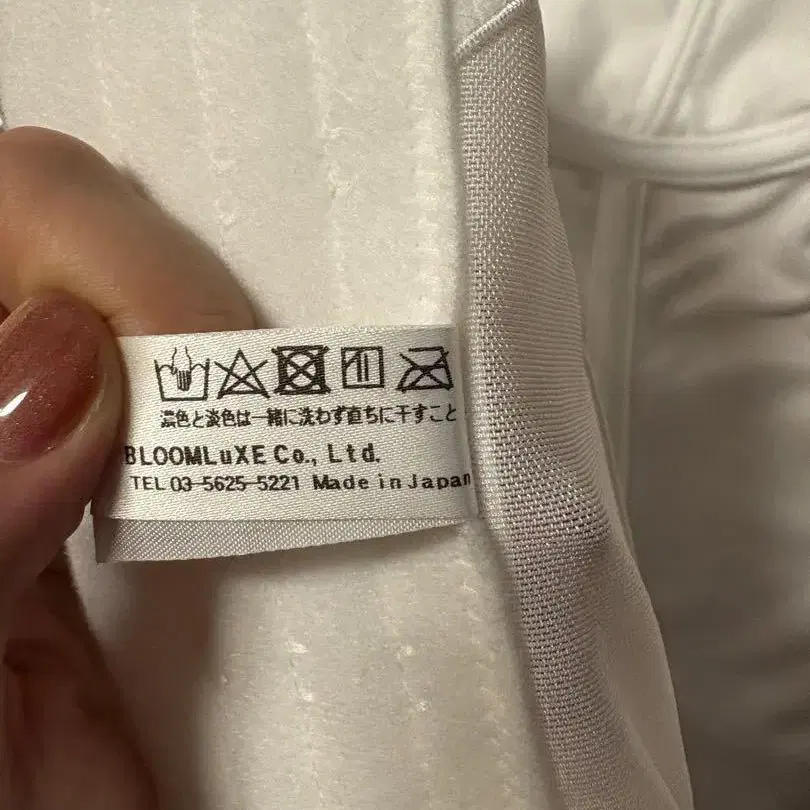 濃色と淡色は一緒に洗わず直ちに干すこと
BLOOMLuXE Co., Ltd.
TEL 03-5625-5221 Made in Japan